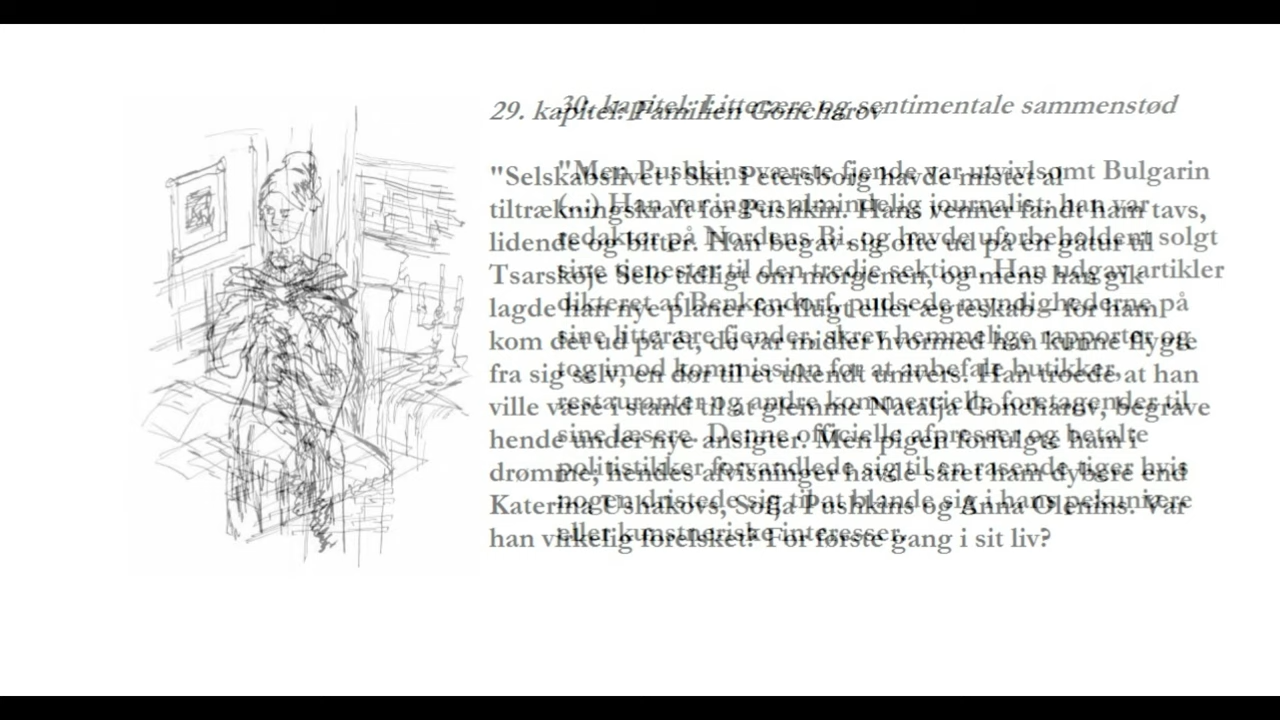 29. kapitel: Familien Goncharov
"Selskabslivet i Skt. Petersborg havde mistet al
tiltrækningskraft for Pushkin. Hans venner fandt ham tavs,
lidende og bitter. Han begav sig ofte ud på en gåtur til
Tsarskoje Selo tidligt om morgenen, og mens han gik
lagde han nye planer for flugt eller ægteskab – for ham
kom det ud på ét, de var midler hvormed han kunne flygte
fra sig selv, en dør til et ukendt univers. Han troede at han
ville være i stand til at glemme Natalja Goncharov, begrave
hende under nye ansigter. Men pigen forfulgte ham i
drømme, hendes afvisninger havde såret ham dybere end
Katerina Ushakovs, Sofja Pushkins og Anna Olenins. Var
han virkelig forelsket? For første gang i sit liv?
30. kapitel: Litterære og sentimentale sammenstød
"Men Pushkins værste fjende var utvivlsomt Bulgarin
(...) Han var ingen almindelig journalist: han var
redaktør på Nordens Bi, og havde uforbeholdent solgt
sine tjenester til den tredje sektion. Han udgav artikler
dikteret af Benkendorf, pudsede myndighederne på
sine litterære fjender, skrev hemmelige rapporter og
tog imod kommission for at anbefale butikker,
restauranter og andre kommercielle foretagender til
sine læsere. Denne officielle afpresser og betalte
politistikker forvandlede sig til en rasende tiger hvis
nogen dristede sig til at blande sig i hans pekuniære
eller kunstneriske interesser.